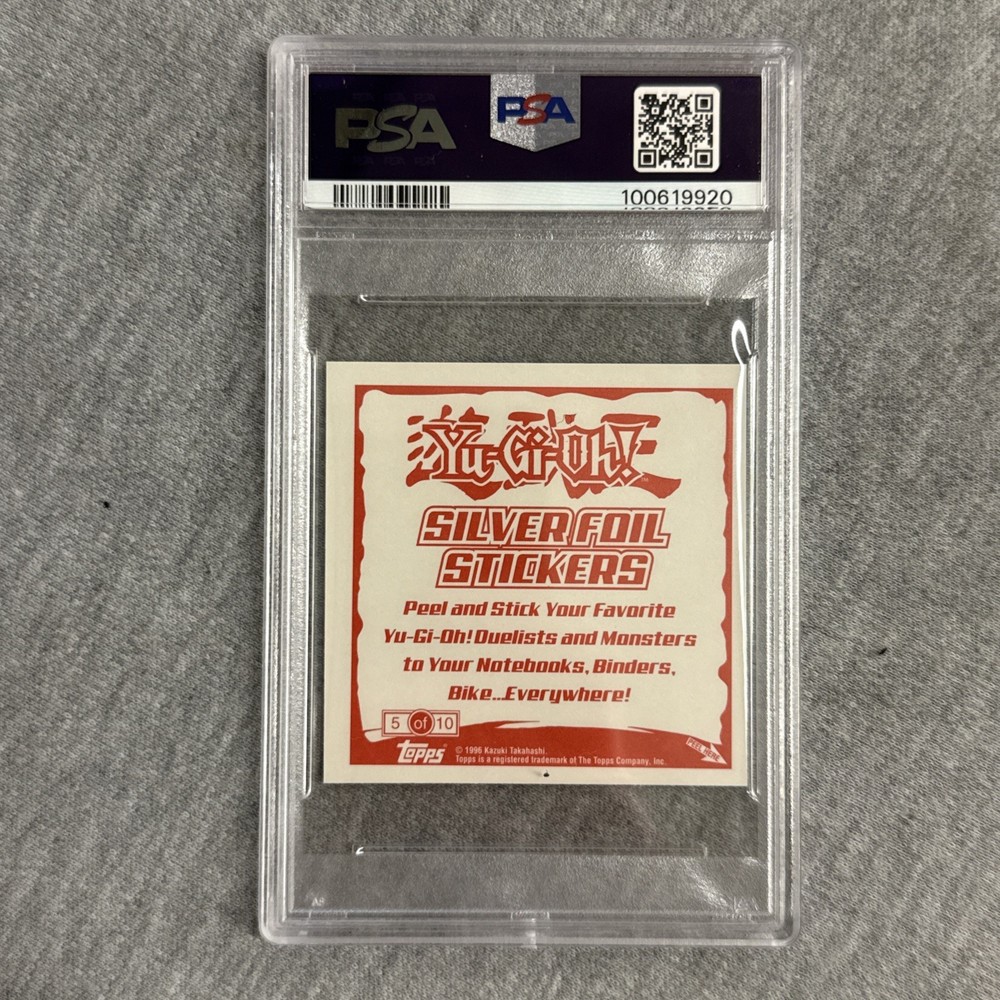 PSA
PSA
100619920
Yu-Gi-Oh!
SILVER FOIL
STICKERS
Peel and Stick Your Favorite
Yu-Gi-Oh! Duelists and Monsters
to Your Notebooks, Binders,
Bike...Everywhere!
5 of 10
PEEL HERE
topps
© 1996 Kazuki Takahashi.
Topps is a registered trademark of The Topps Company, Inc.